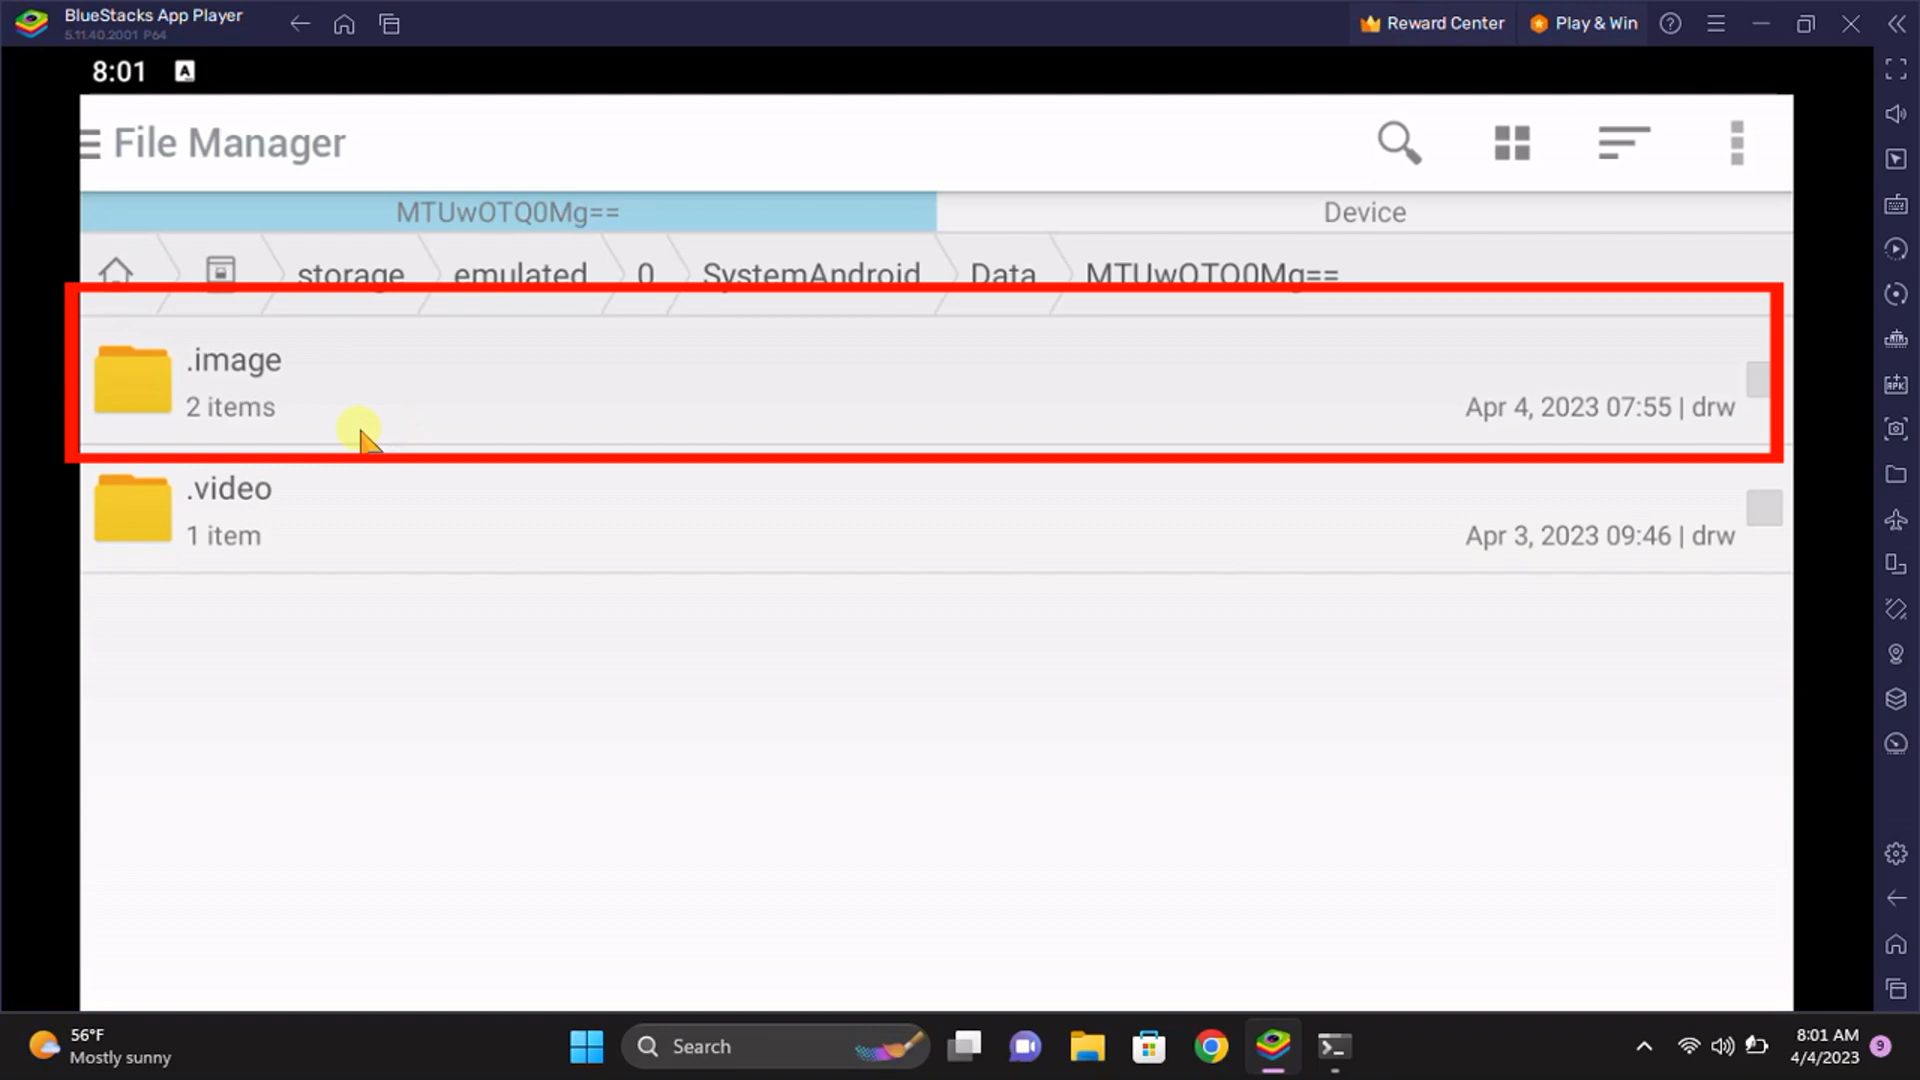 BlueStacks App Player
5.11.40.2001 P64
Reward Center
Play & Win
8:01
A
File Manager
MTUwOTQ0Mg==
Device
storage
emulated
0
SystemAndroid
Data
MTUwOTQ0Mg==
.image
2 items
Apr 4, 2023 07:55 | drw
.video
1 item
Apr 3, 2023 09:46 | drw
APK
56°F
Mostly sunny
Search
8:01 AM
4/4/2023
9